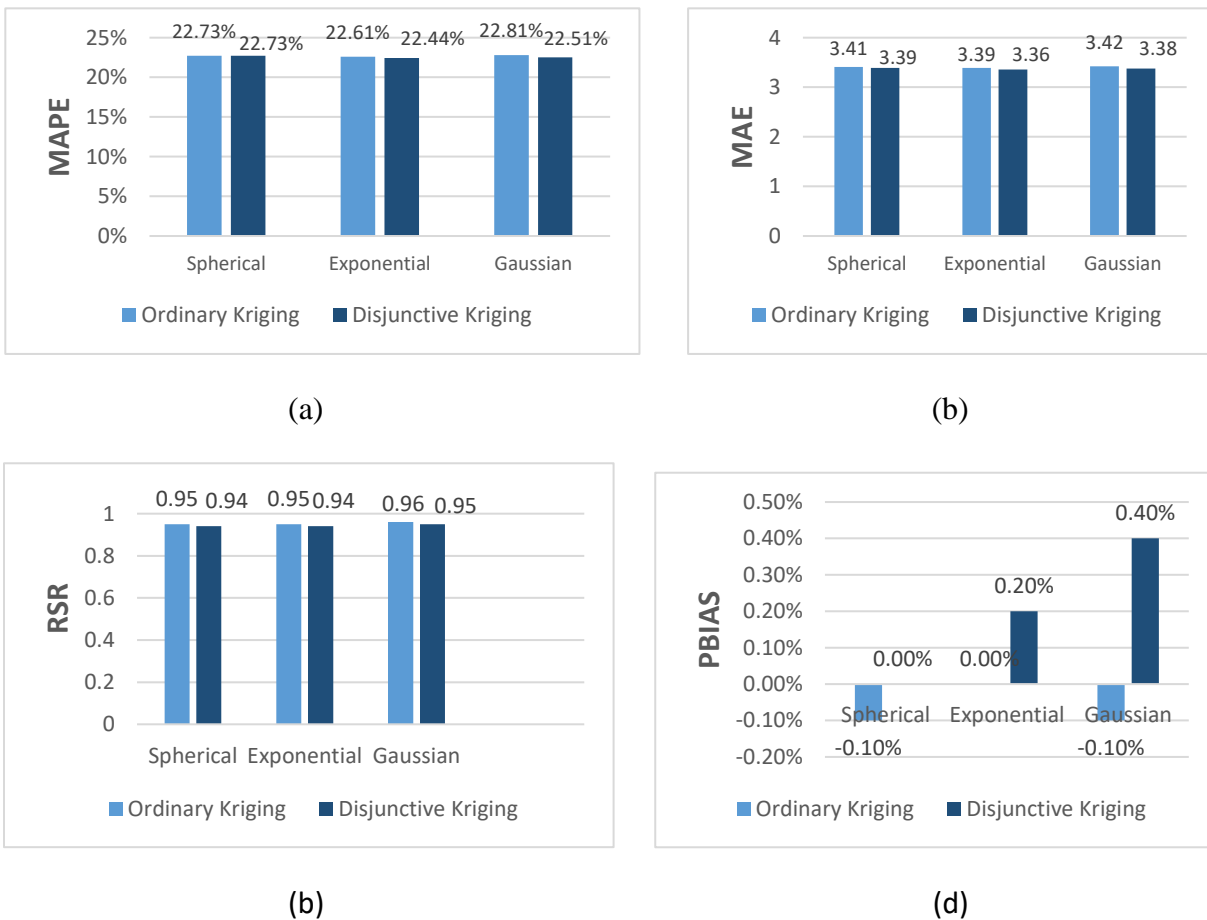 22.73% 22.73% 22.61% 22.44% 22.81% 22.51%
25%
20%
15%
10%
5%
0%
MAPE
Spherical Exponential Gaussian
Ordinary Kriging Disjunctive Kriging
(a)
3.41 3.39 3.39 3.36 3.42 3.38
4
3
2
1
0
MAE
Spherical Exponential Gaussian
Ordinary Kriging Disjunctive Kriging
(b)
0.95 0.94 0.95 0.94 0.96 0.95
1
0.8
0.6
0.4
0.2
0
RSR
Spherical Exponential Gaussian
Ordinary Kriging Disjunctive Kriging
(b)
0.50%
0.40%
0.30%
0.20%
0.10%
0.00%
-0.10%
-0.20%
PBIAS
0.40%
0.20%
0.00% 0.00%
Spherical Exponential Gaussian
-0.10% -0.10%
Ordinary Kriging Disjunctive Kriging
(d)